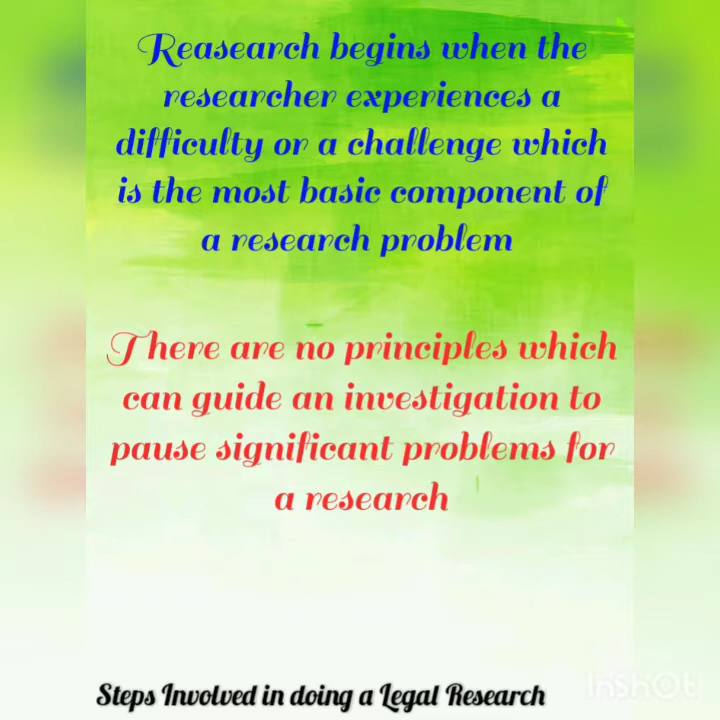 Reasearch begins when the
researcher experiences a
difficulty or a challenge which
is the most basic component of
a research problem
There are no principles which
can guide an investigation to
pause significant problems for
a research
Steps Involved in doing a Legal Research
InShOt